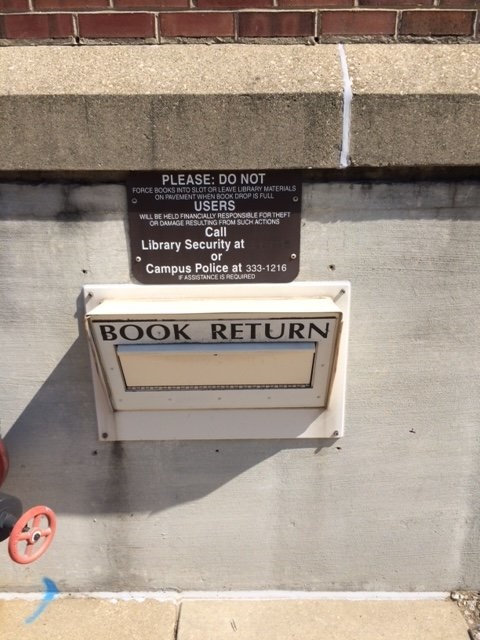 PLEASE: DO NOT
FORCE BOOKS INTO SLOT OR LEAVE LIBRARY MATERIALS
ON PAVEMENT WHEN BOOK DROP IS FULL
USERS
WILL BE HELD FINANCIALLY RESPONSIBLE FOR THEFT
OR DAMAGE RESULTING FROM SUCH ACTIONS
Call
Library Security at
or
Campus Police at 333-1216
IF ASSISTANCE IS REQUIRED
BOOK RETURN